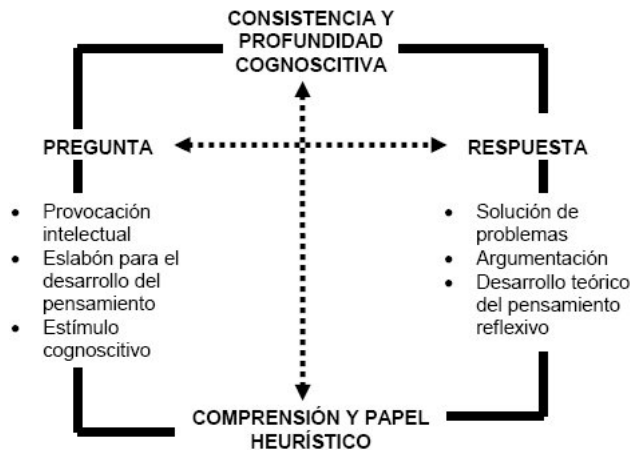 CONSISTENCIA Y
PROFUNDIDAD
COGNOSCITIVA
PREGUNTA
RESPUESTA
• Provocación
intelectual
• Eslabón para el
desarrollo del
pensamiento
• Estímulo
cognoscitivo
• Solución de
problemas
• Argumentación
• Desarrollo teórico
del pensamiento
reflexivo
COMPRENSIÓN Y PAPEL
HEURÍSTICO